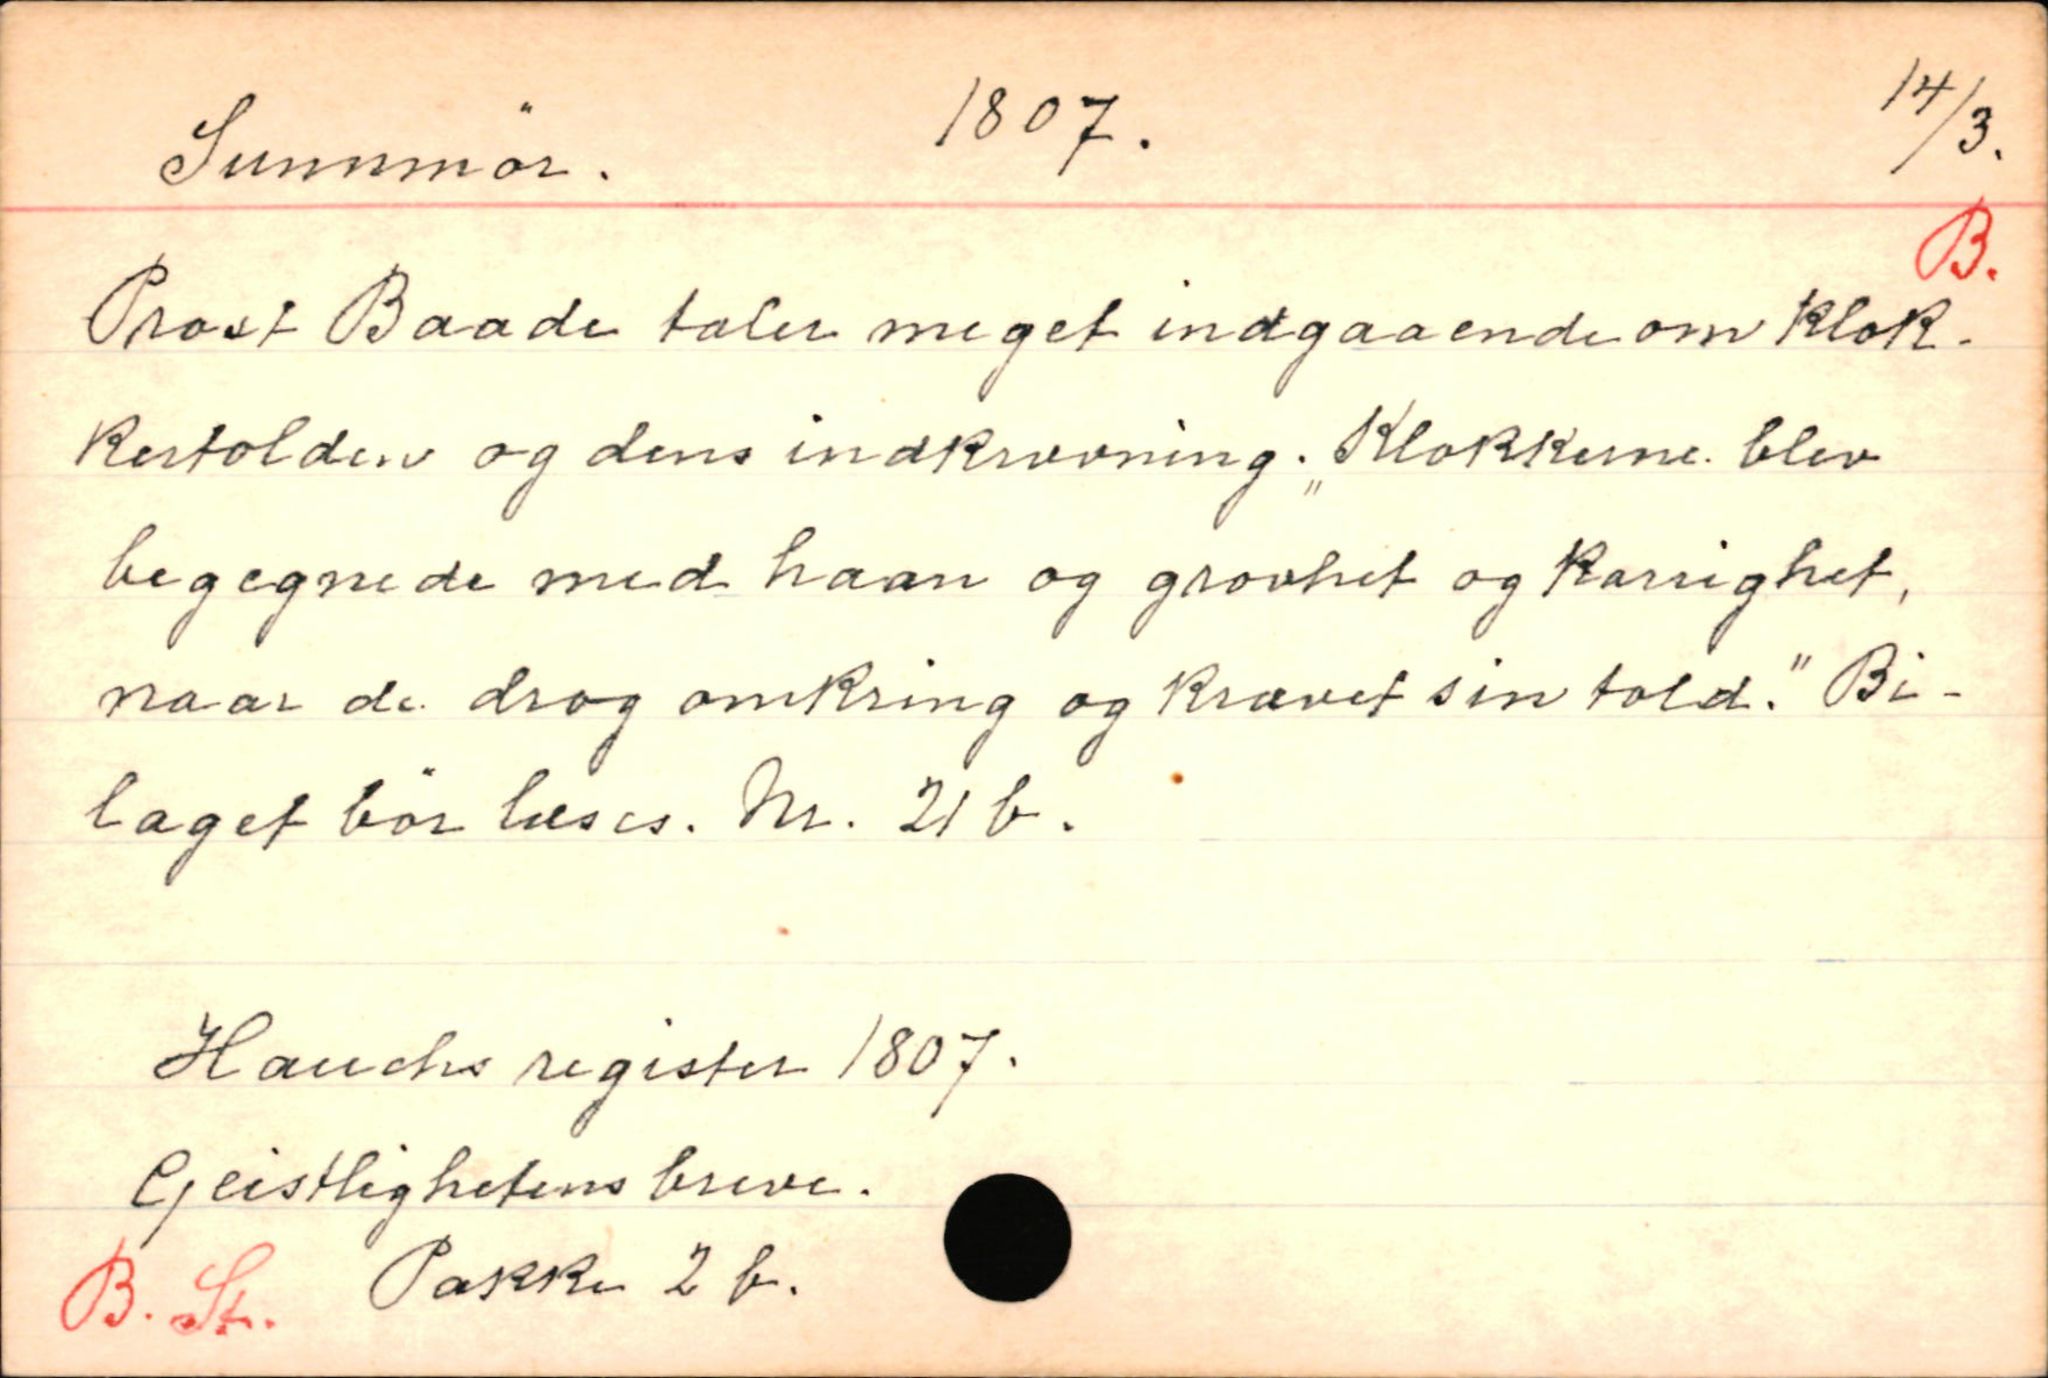 Sunnmör. 1807. 14/3.
B.
Prost Baade taler meget indgaaende om klok-
kertolden og dens indkrævning. „Klokkerne blev
begegnede med haan og grovhet og karrighet,
naar de drog omkring og krævet sin told." Bi-
laget bör læses. Nr. 21 b.
Hauchs register 1807.
Geistlighetens breve.
B. St. Pakke 2 b.